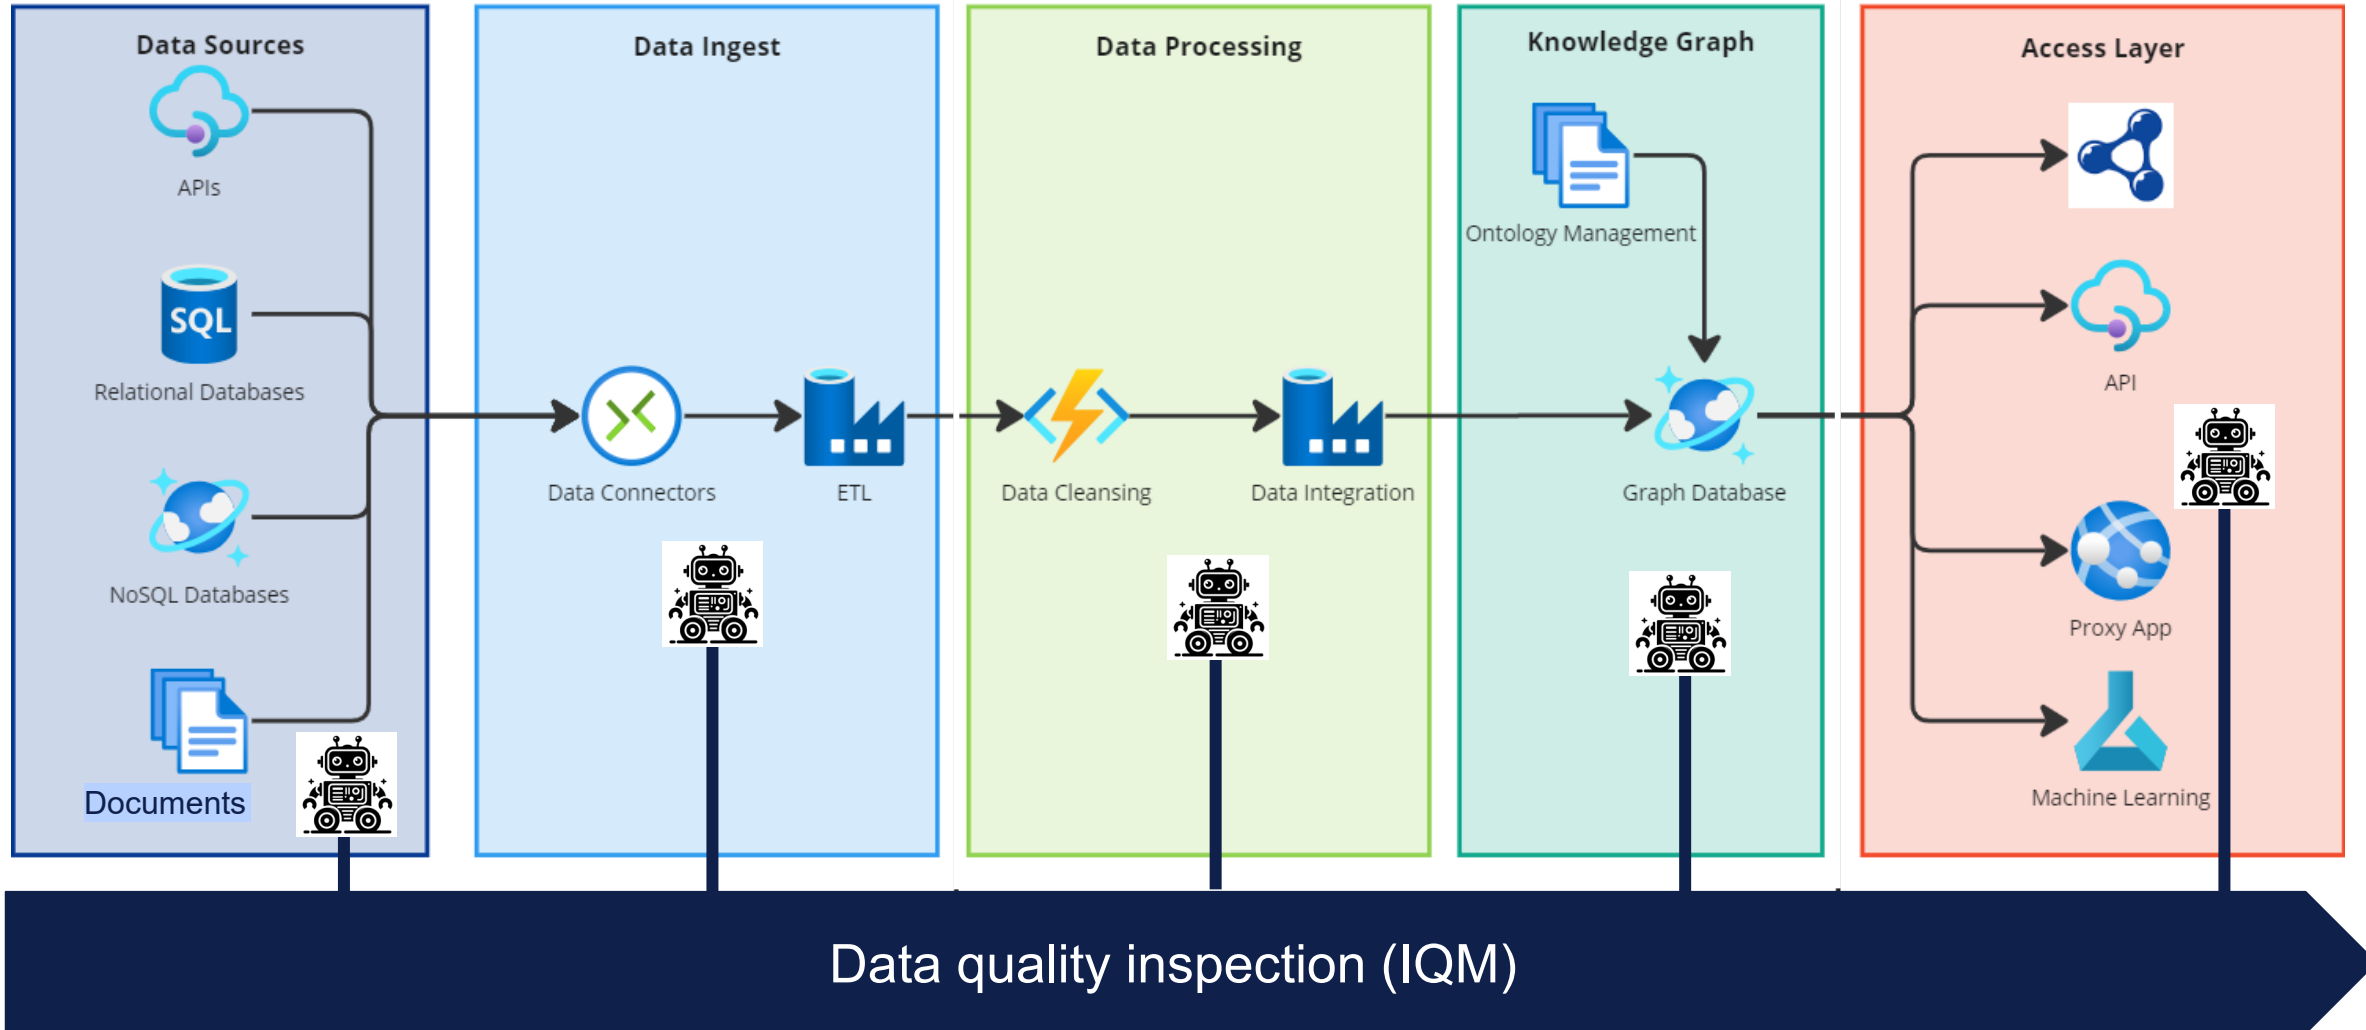 Data Sources
APIs
SQL
Relational Databases
NoSQL Databases
Documents
Data Ingest
Data Connectors
ETL
Data Processing
Data Cleansing
Data Integration
Knowledge Graph
Ontology Management
Graph Database
Access Layer
API
Proxy App
Machine Learning
Data quality inspection (IQM)